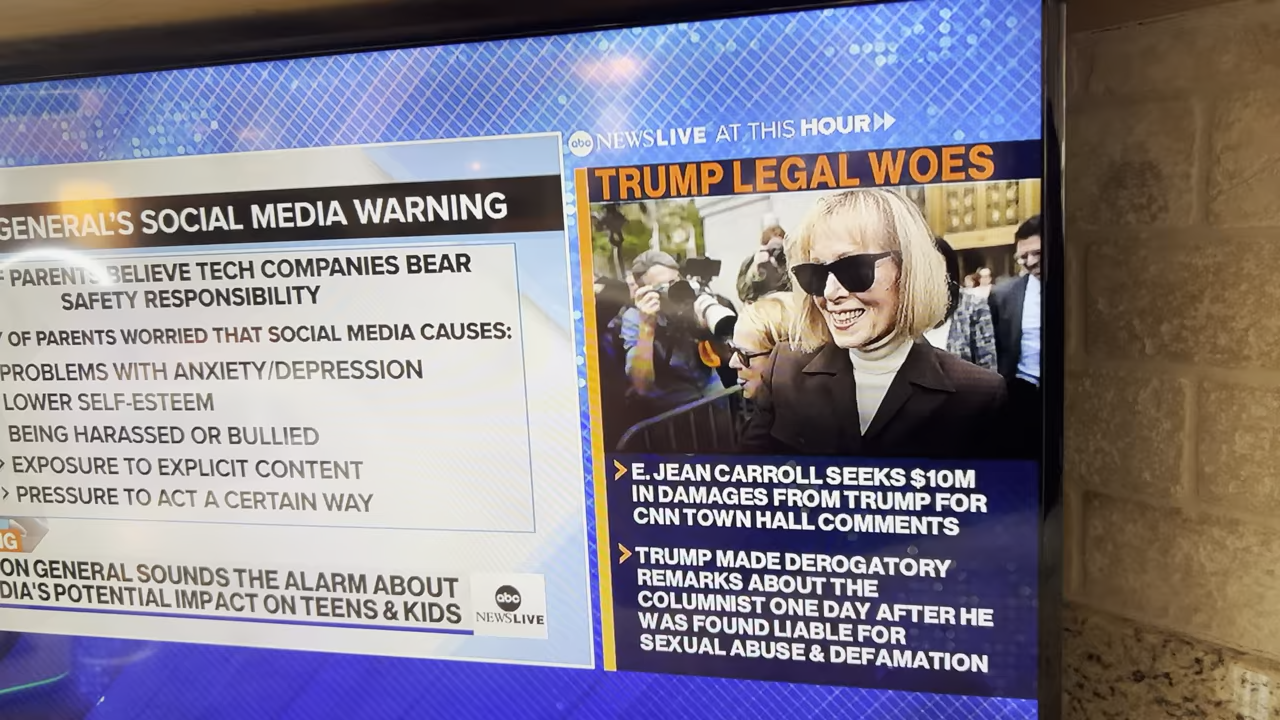 GENERAL'S SOCIAL MEDIA WARNING
PARENTS BELIEVE TECH COMPANIES BEAR
SAFETY RESPONSIBILITY
OF PARENTS WORRIED THAT SOCIAL MEDIA CAUSES:
PROBLEMS WITH ANXIETY/DEPRESSION
LOWER SELF-ESTEEM
BEING HARASSED OR BULLIED
> EXPOSURE TO EXPLICIT CONTENT
> PRESSURE TO ACT A CERTAIN WAY
ON GENERAL SOUNDS THE ALARM ABOUT
DIA'S POTENTIAL IMPACT ON TEENS & KIDS
abc
NEWSLIVE
abc NEWSLIVE AT THIS HOUR
TRUMP LEGAL WOES
> E. JEAN CARROLL SEEKS $10M
IN DAMAGES FROM TRUMP FOR
CNN TOWN HALL COMMENTS
> TRUMP MADE DEROGATORY
REMARKS ABOUT THE
COLUMNIST ONE DAY AFTER HE
WAS FOUND LIABLE FOR
SEXUAL ABUSE & DEFAMATION